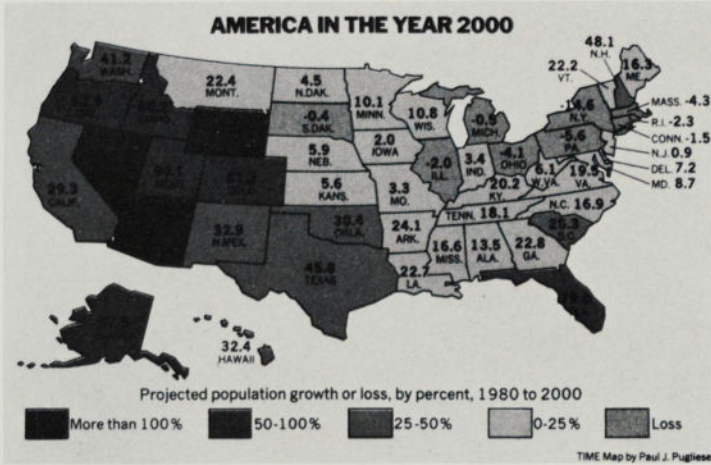 AMERICA IN THE YEAR 2000
41.2
WASH.
22.4
MONT.
4.5
N.DAK.
-0.4
S.DAK.
5.9
NEB.
5.6
KANS.
10.1
MINN.
2.0
IOWA
3.3
MO.
24.1
ARK.
22.7
LA.
10.8
WIS.
-2.0
ILL.
-0.5
MICH.
3.4
IND.
-4.1
OHIO
20.2
KY.
TENN. 18.1
16.6
MISS.
13.5
ALA.
22.8
GA.
25.3
S.C.
N.C. 16.9
19.5
VA.
6.1
W.VA.
-5.6
PA.
-14.6
N.Y.
22.2
VT.
48.1
N.H.
16.3
ME.
MASS. -4.3
R.I. -2.3
CONN. -1.5
N.J. 0.9
DEL. 7.2
MD. 8.7
29.3
CALIF.
32.9
N.MEX.
45.8
TEXAS
OKLA.
32.4
HAWAII
Projected population growth or loss, by percent, 1980 to 2000
More than 100%
50-100%
25-50%
0-25%
Loss
TIME Map by Paul J. Pugliese